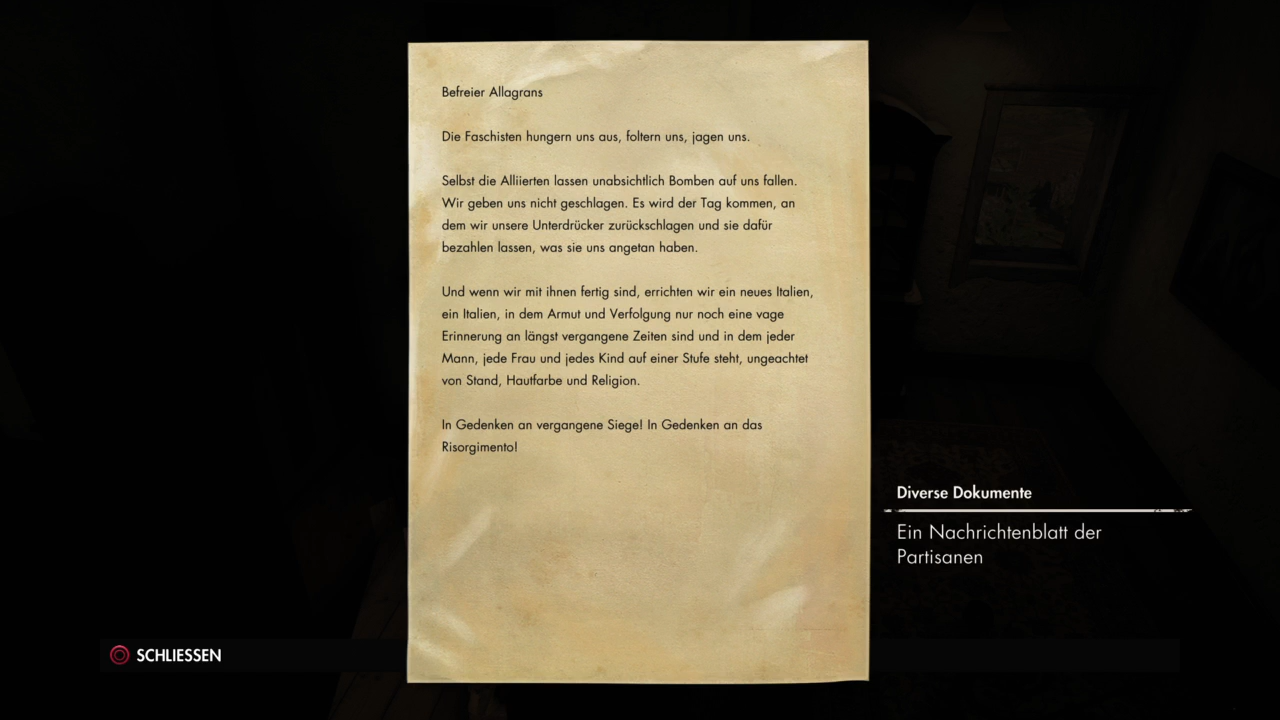 Befreier Allagrans
Die Faschisten hungern uns aus, foltern uns, jagen uns.
Selbst die Alliierten lassen unabsichtlich Bomben auf uns fallen.
Wir geben uns nicht geschlagen. Es wird der Tag kommen, an
dem wir unsere Unterdrücker zurückschlagen und sie dafür
bezahlen lassen, was sie uns angetan haben.
Und wenn wir mit ihnen fertig sind, errichten wir ein neues Italien,
ein Italien, in dem Armut und Verfolgung nur noch eine vage
Erinnerung an längst vergangene Zeiten sind und in dem jeder
Mann, jede Frau und jedes Kind auf einer Stufe steht, ungeachtet
von Stand, Hautfarbe und Religion.
In Gedenken an vergangene Siege! In Gedenken an das
Risorgimento!
Diverse Dokumente
Ein Nachrichtenblatt der
Partisanen
SCHLIESSEN